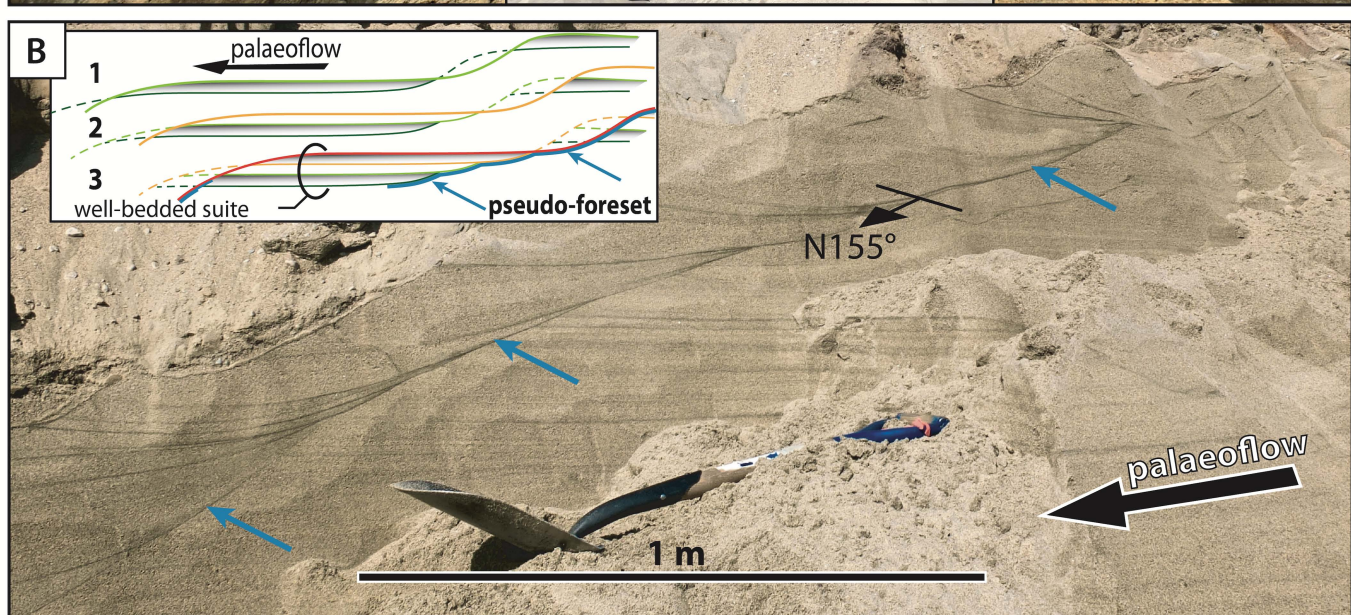 B
palaeoflow
1
2
3
well-bedded suite
pseudo-foreset
N155°
palaeoflow
1 m